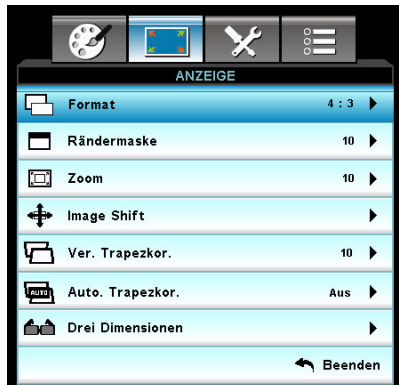 ANZEIGE
Format 4 : 3
Rändermaske 10
Zoom 10
Image Shift
Ver. Trapezkor. 10
AUTO Auto. Trapezkor. Aus
Drei Dimensionen
Beenden